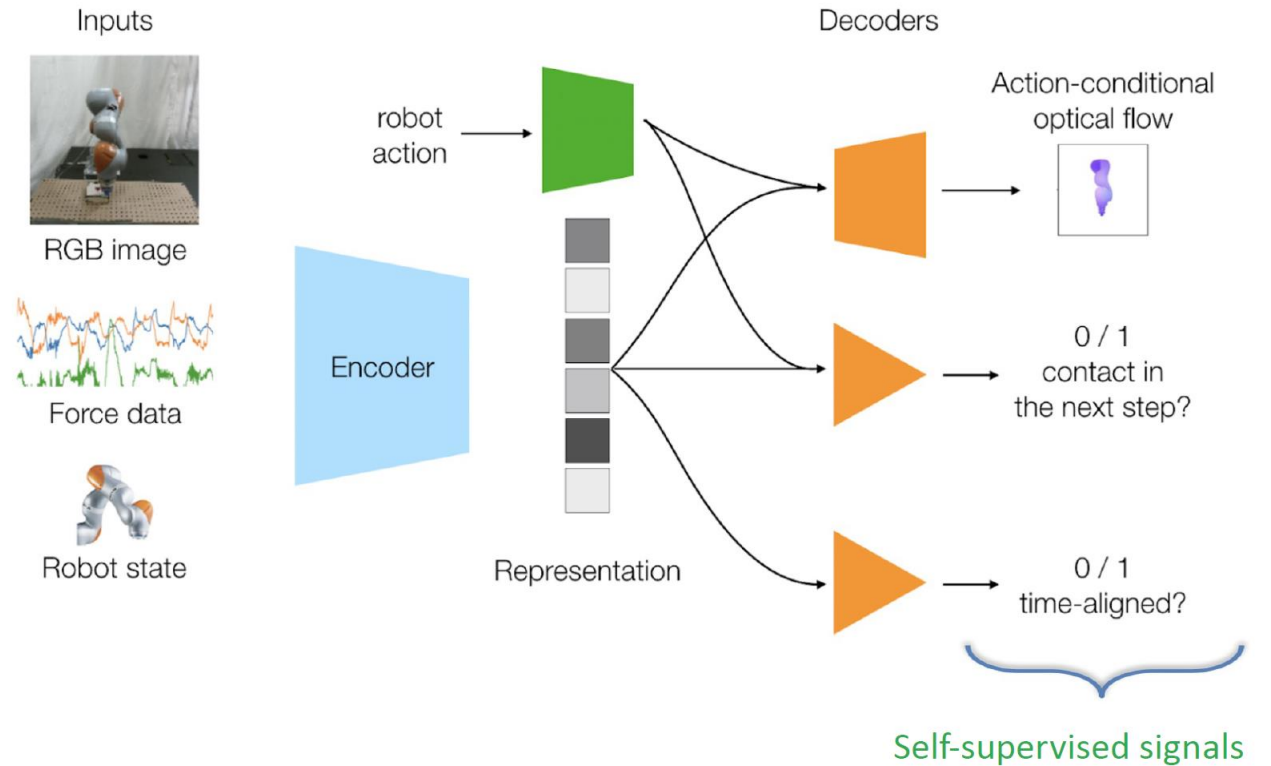 Inputs
Decoders
RGB image
Force data
Robot state
robot
action
Encoder
Representation
Action-conditional
optical flow
0 / 1
contact in
the next step?
0 / 1
time-aligned?
Self-supervised signals